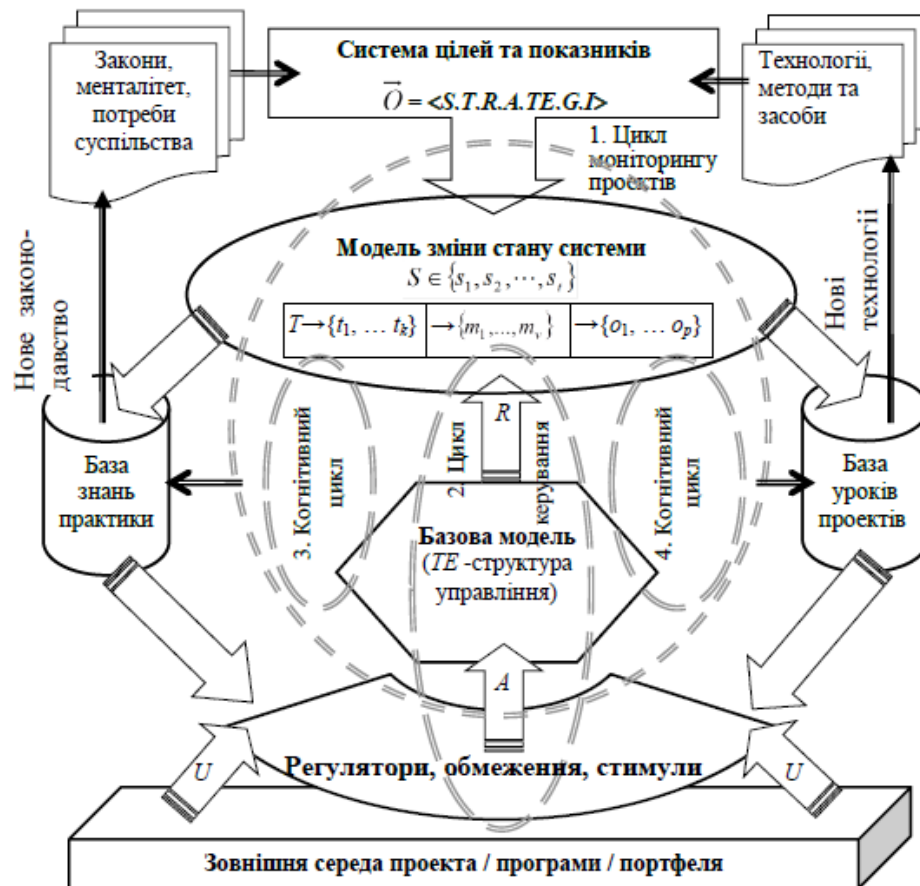 Закони,
менталітет,
потреби
суспільства
Система цілей та показників
O⃗ = <S.T.R.A.TE.G.I>
Технології,
методи та
засоби
1. Цикл
моніторингу
проектів
Нове законо-
давство
Модель зміни стану системи
S ∈ {s₁, s₂, ⋯, sₜ}
T→{t₁, … tₖ} →{m₁,...,mᵥ} →{o₁, … oₚ}
Нові
технології
R
База
знань
практики
3. Когнітивний
цикл
2. Цикл
керування
4. Когнітивний
цикл
База
уроків
проектів
Базова модель
(TE -структура
управління)
A
U
Регулятори, обмеження, стимули
U
Зовнішня середа проекта / програми / портфеля